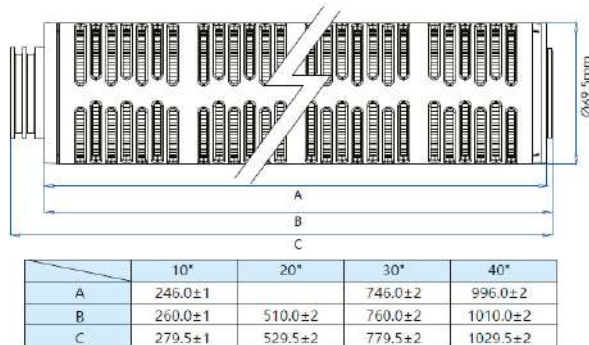 Ø69.5mm
A
B
C
10" 20" 30" 40"
A 246.0±1 746.0±2 996.0±2
B 260.0±1 510.0±2 760.0±2 1010.0±2
C 279.5±1 529.5±2 779.5±2 1029.5±2